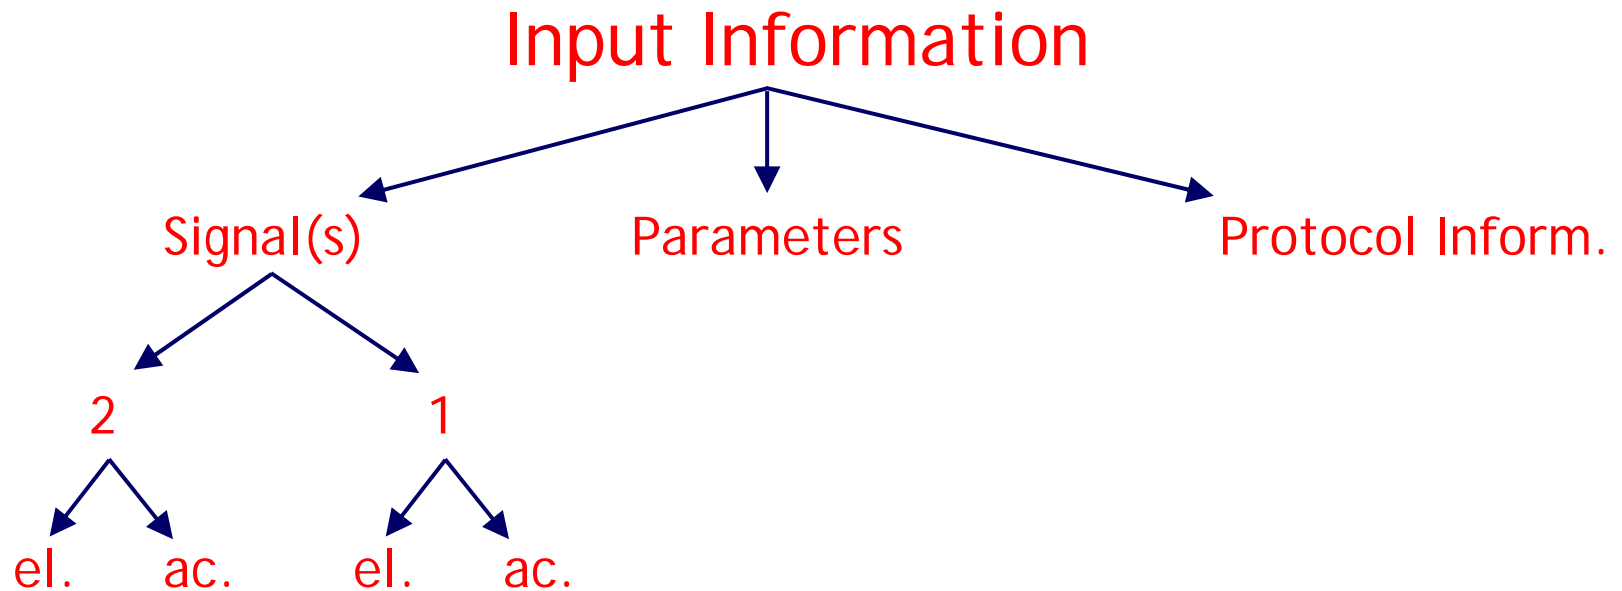 Input Information
Signal(s) Parameters Protocol Inform.
2 1
el. ac. el. ac.